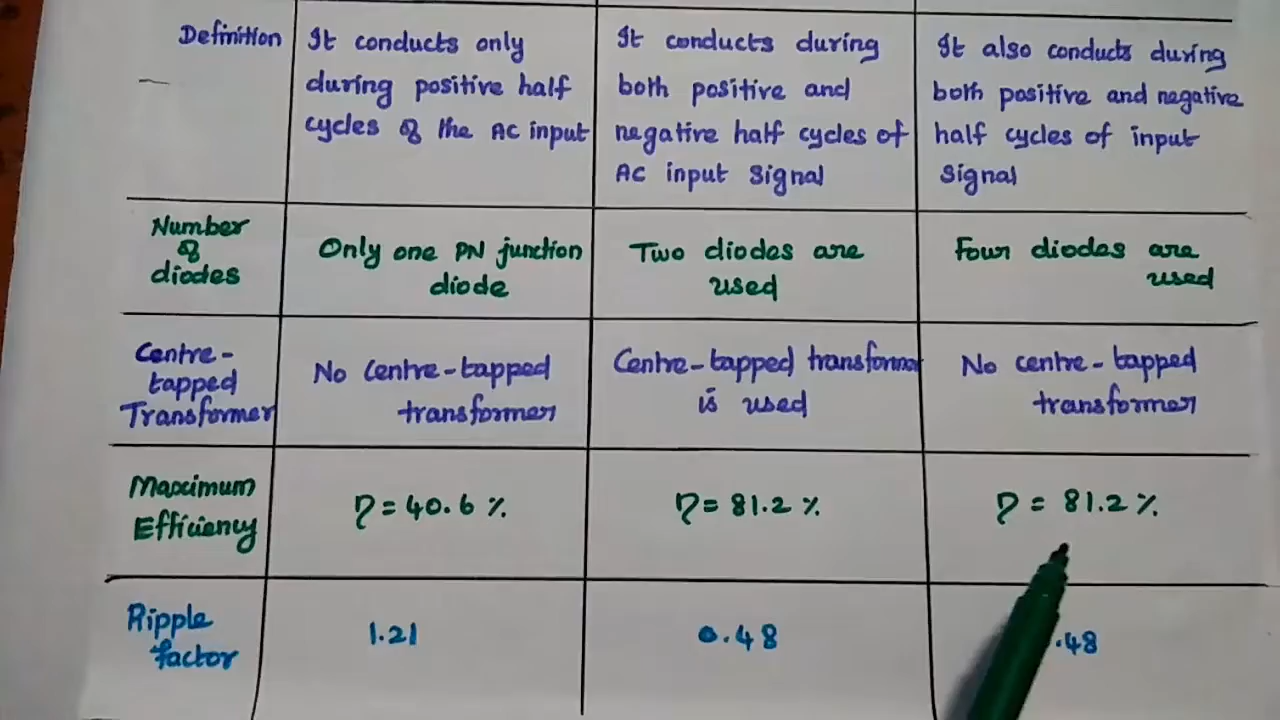 Definition
It conducts only
during positive half
cycles of the AC input
It conducts during
both positive and
negative half cycles of
AC input Signal
It also conducts during
both positive and negative
half cycles of input
Signal
Number
of
diodes
Only one PN junction
diode
Two diodes are
used
Four diodes are
used
Centre-
tapped
Transformer
No Centre-tapped
transformer
Centre-tapped transformer
is used
No centre-tapped
transformer
Maximum
Efficiency
η = 40.6 %
η = 81.2 %
η = 81.2 %
Ripple
factor
1.21
0.48
.48